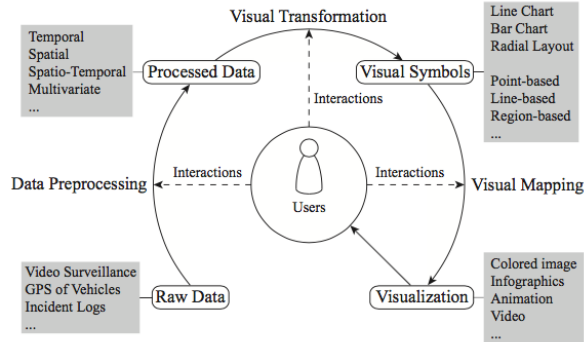 Visual Transformation
Temporal
Spatial
Spatio-Temporal
Multivariate
...
Processed Data
Visual Symbols
Line Chart
Bar Chart
Radial Layout
Point-based
Line-based
Region-based
...
Interactions
Data Preprocessing
Interactions
Users
Interactions
Visual Mapping
Video Surveillance
GPS of Vehicles
Incident Logs
...
Raw Data
Visualization
Colored image
Infographics
Animation
Video
...